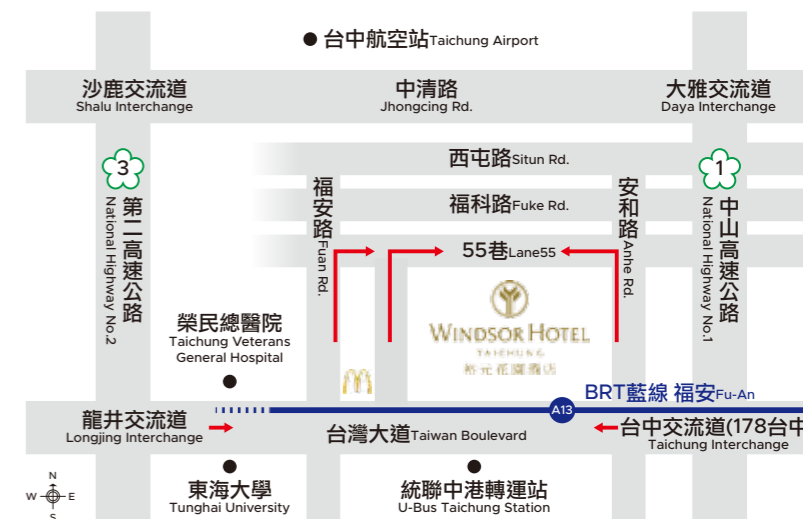 台中航空站Taichung Airport
沙鹿交流道
Shalu Interchange
中清路
Jhongcing Rd.
大雅交流道
Daya Interchange
西屯路Situn Rd.
3
1
福科路Fuke Rd.
55巷Lane55
福安路Fuan Rd.
安和路Anhe Rd.
第二高速公路
National Highway No.2
中山高速公路
National Highway No.1
WINDSOR HOTEL
TAICHUNG
裕元花園酒店
榮民總醫院
Taichung Veterans
General Hospital
BRT藍線 福安Fu-An
A13
龍井交流道
Longjing Interchange
台灣大道Taiwan Boulevard
台中交流道(178台中
Taichung Interchange
東海大學
Tunghai University
統聯中港轉運站
U-Bus Taichung Station
N
W
E
S